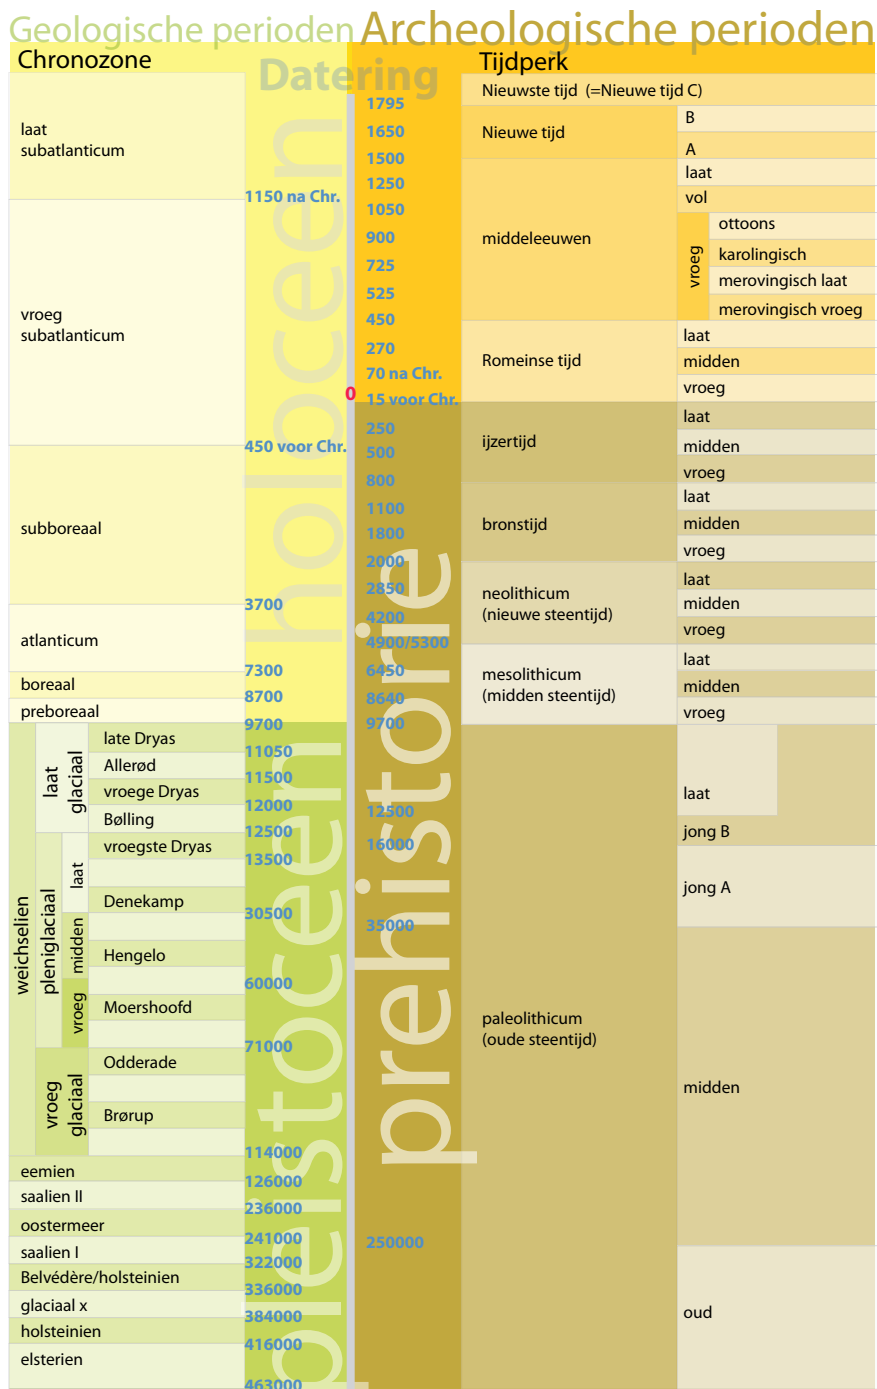 Geologische perioden
Archeologische perioden
Chronozone
Datering
Tijdperk
holoceen
pleistoceen
prehistorie
laat
subatlanticum
1150 na Chr.
vroeg
subatlanticum
450 voor Chr.
subboreaal
3700
atlanticum
7300
boreaal
8700
preboreaal
9700
weichselien
laat
glaciaal
late Dryas
11050
Allerød
11500
vroege Dryas
12000
Bølling
12500
pleniglaciaal
laat
vroegste Dryas
13500
Denekamp
30500
midden
Hengelo
60000
vroeg
Moershoofd
71000
vroeg
glaciaal
Odderade
Brørup
114000
eemien
126000
saalien II
236000
oostermeer
241000
saalien I
322000
Belvédère/holsteinien
336000
glaciaal x
384000
holsteinien
416000
elsterien
463000
0
Nieuwste tijd (=Nieuwe tijd C)
1795
Nieuwe tijd
B
1650
A
1500
middeleeuwen
laat
1250
vol
1050
vroeg
ottoons
900
karolingisch
725
merovingisch laat
525
merovingisch vroeg
450
Romeinse tijd
laat
270
midden
70 na Chr.
vroeg
15 voor Chr.
ijzertijd
laat
250
midden
500
vroeg
800
bronstijd
laat
1100
midden
1800
vroeg
2000
neolithicum
(nieuwe steentijd)
laat
2850
midden
4200
vroeg
4900/5300
mesolithicum
(midden steentijd)
laat
6450
midden
8640
vroeg
9700
paleolithicum
(oude steentijd)
laat
12500
jong B
16000
jong A
35000
midden
250000
oud